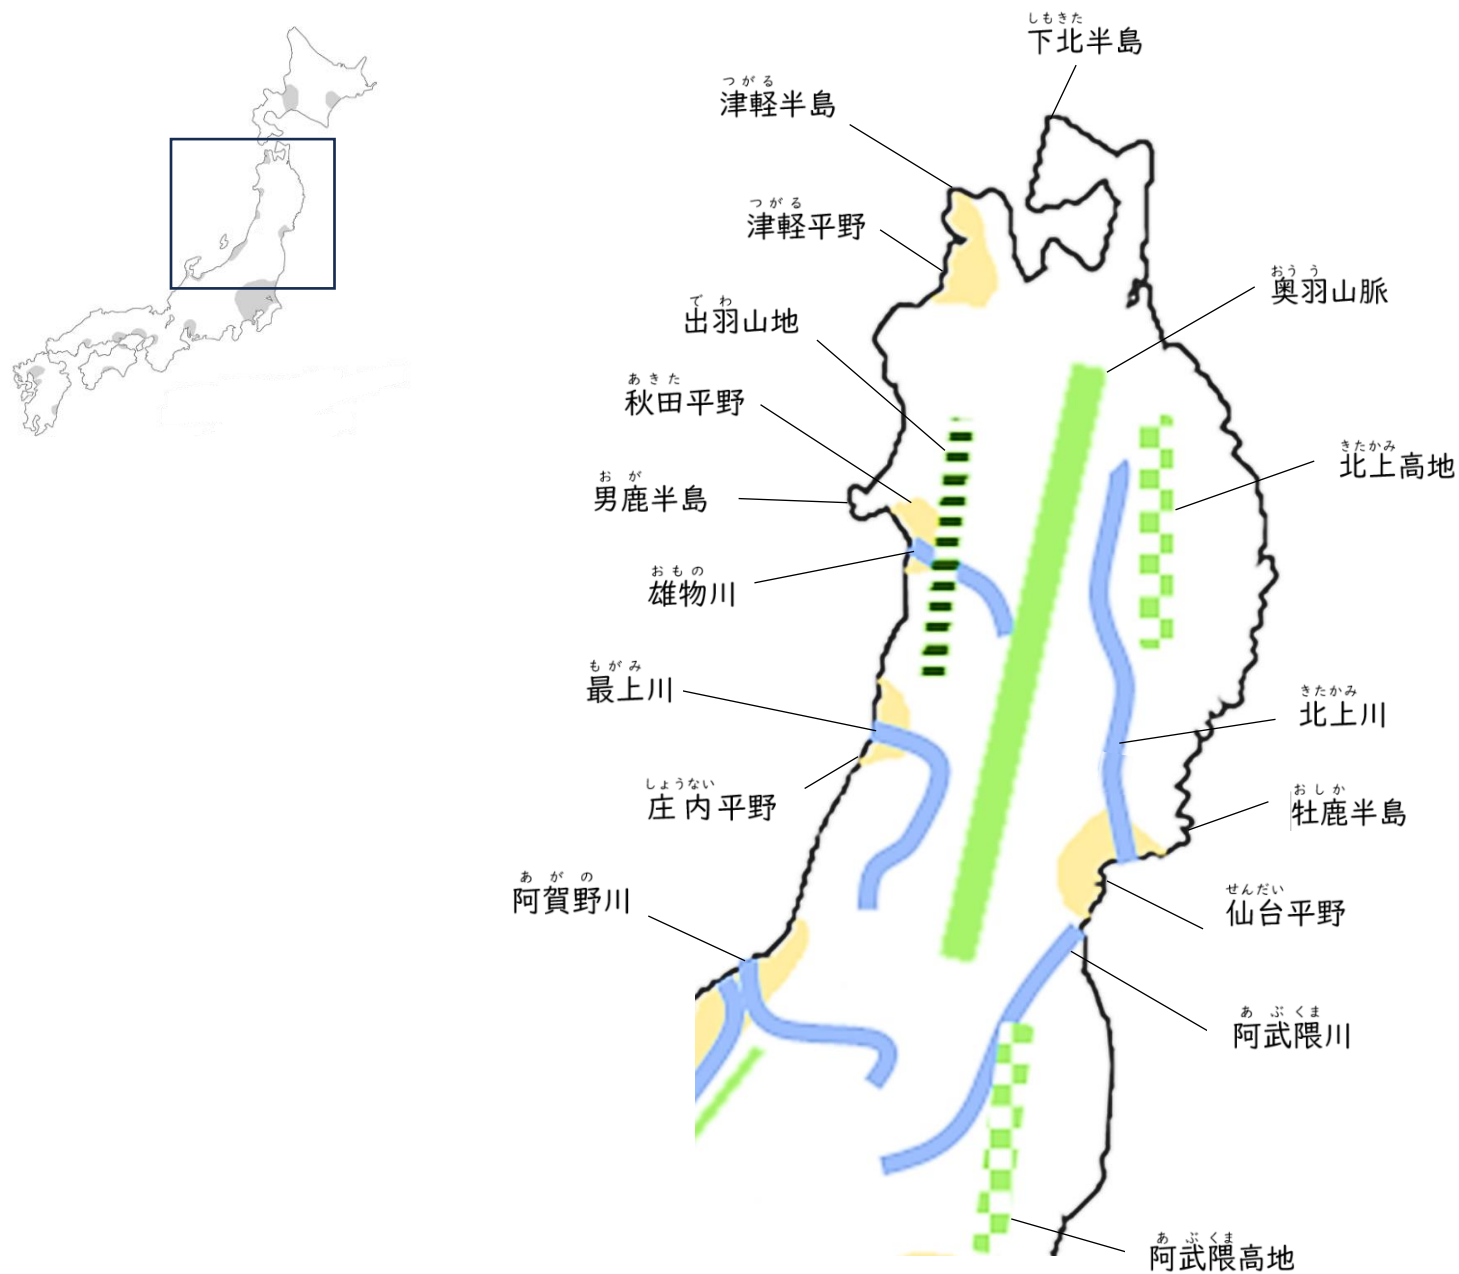 しもきた
下北半島
つがる
津軽半島
つがる
津軽平野
おうう
奥羽山脈
でわ
出羽山地
あきた
秋田平野
きたかみ
北上高地
おが
男鹿半島
おもの
雄物川
もがみ
最上川
きたかみ
北上川
しょうない
庄内平野
おしか
牡鹿半島
あがの
阿賀野川
せんだい
仙台平野
あぶくま
阿武隈川
あぶくま
阿武隈高地